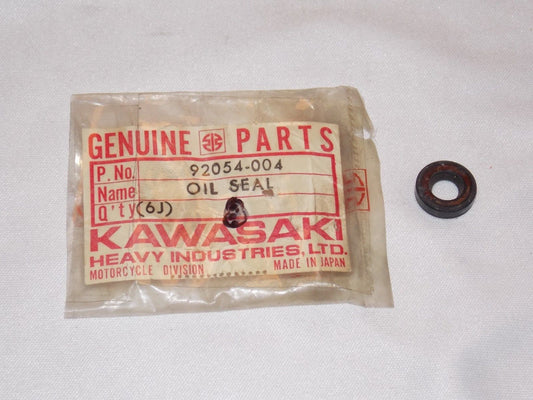 GENUINE PARTS
P. No. 92054-004
Name OIL SEAL
Q'ty (6J)
KAWASAKI
HEAVY INDUSTRIES, LTD.
MOTORCYCLE DIVISION MADE IN JAPAN